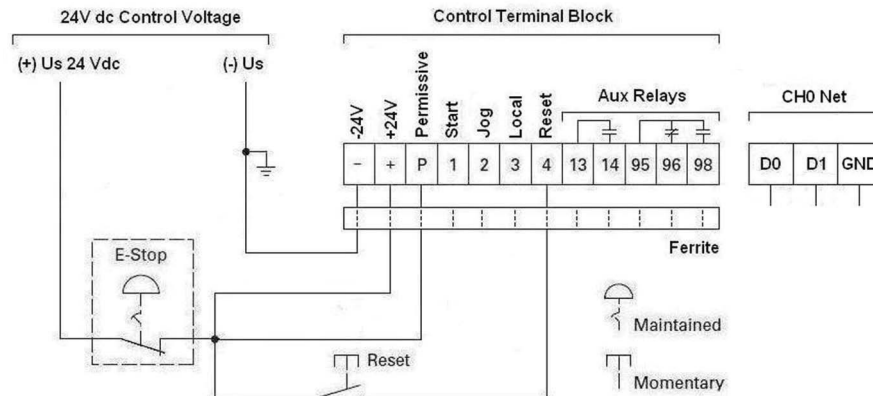 24V dc Control Voltage
Control Terminal Block
(+) Us 24 Vdc
(-) Us
-24V
+24V
Permissive
Start
Jog
Local
Reset
Aux Relays
CH0 Net
- + P 1 2 3 4 13 14 95 96 98
D0 D1 GND
Ferrite
E-Stop
Maintained
Reset
Momentary